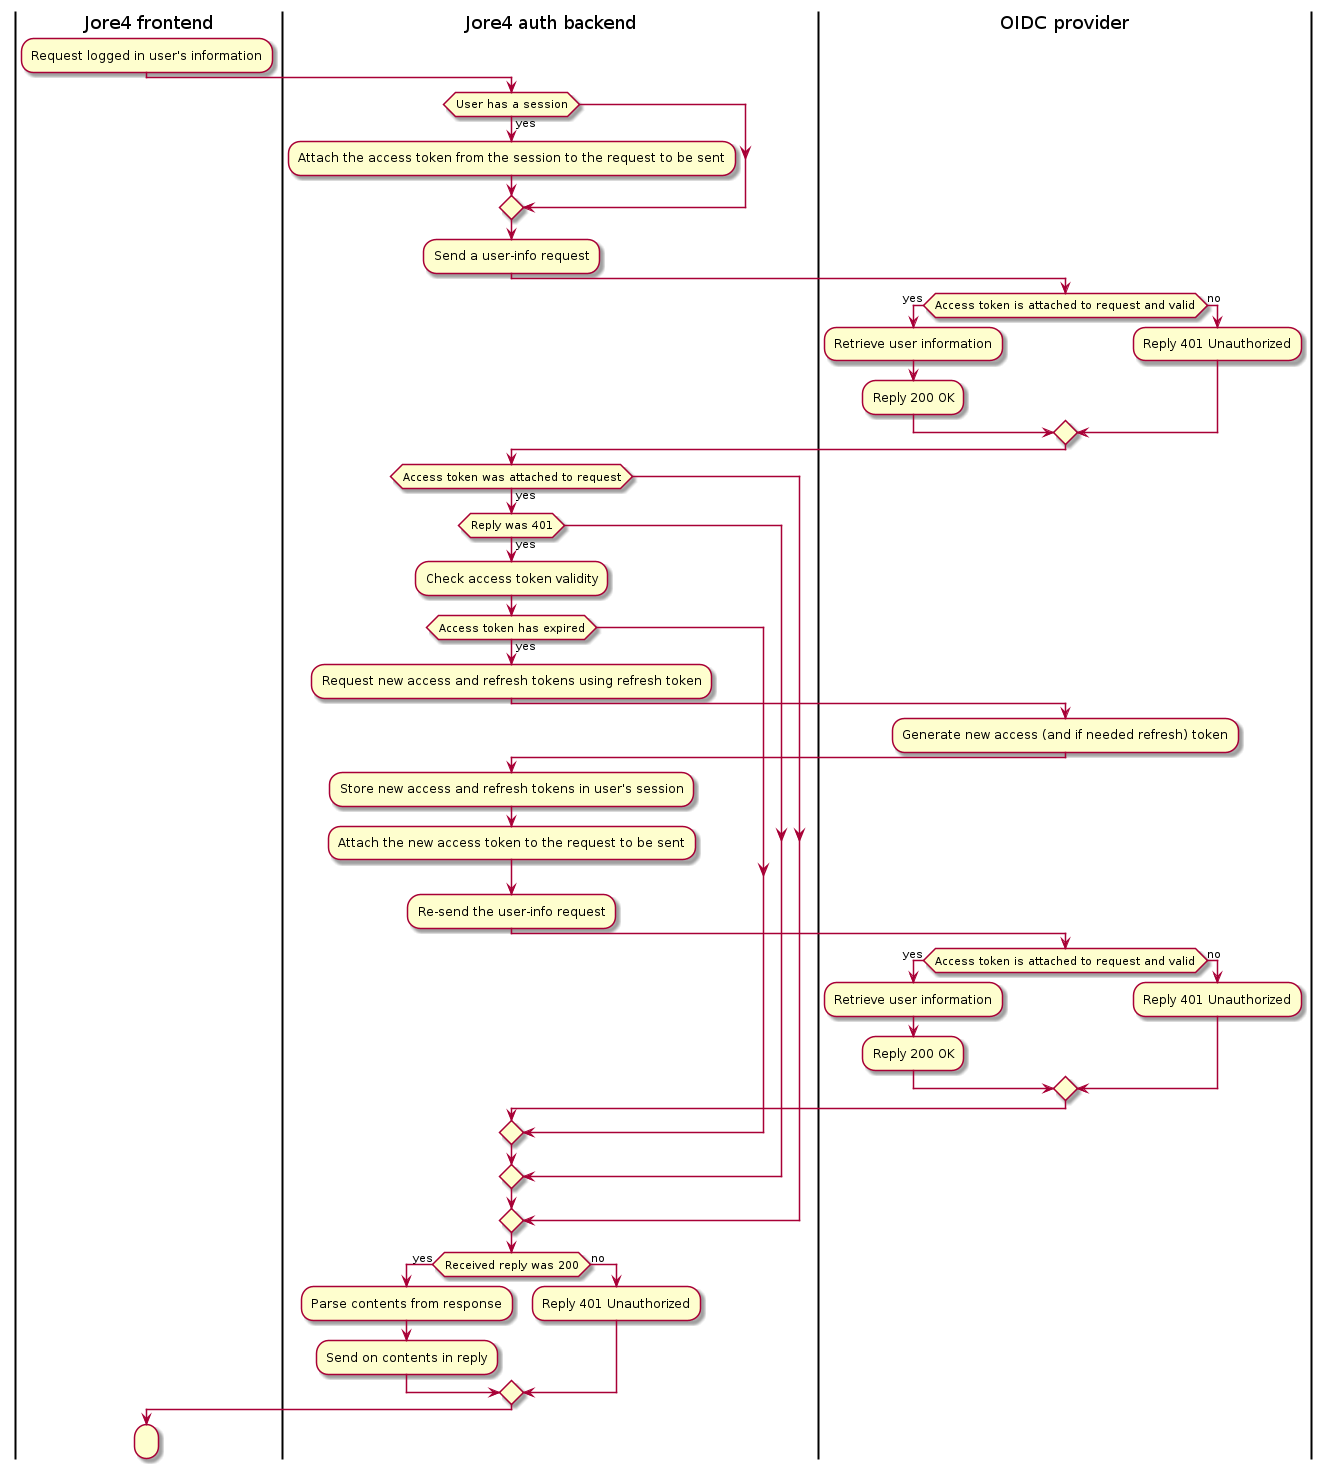 Jore4 frontend
Jore4 auth backend
OIDC provider
Request logged in user's information
User has a session
yes
Attach the access token from the session to the request to be sent
Send a user-info request
yes
Access token is attached to request and valid
no
Retrieve user information
Reply 401 Unauthorized
Reply 200 OK
Access token was attached to request
yes
Reply was 401
yes
Check access token validity
Access token has expired
yes
Request new access and refresh tokens using refresh token
Generate new access (and if needed refresh) token
Store new access and refresh tokens in user's session
Attach the new access token to the request to be sent
Re-send the user-info request
yes
Access token is attached to request and valid
no
Retrieve user information
Reply 401 Unauthorized
Reply 200 OK
yes
Received reply was 200
no
Parse contents from response
Reply 401 Unauthorized
Send on contents in reply